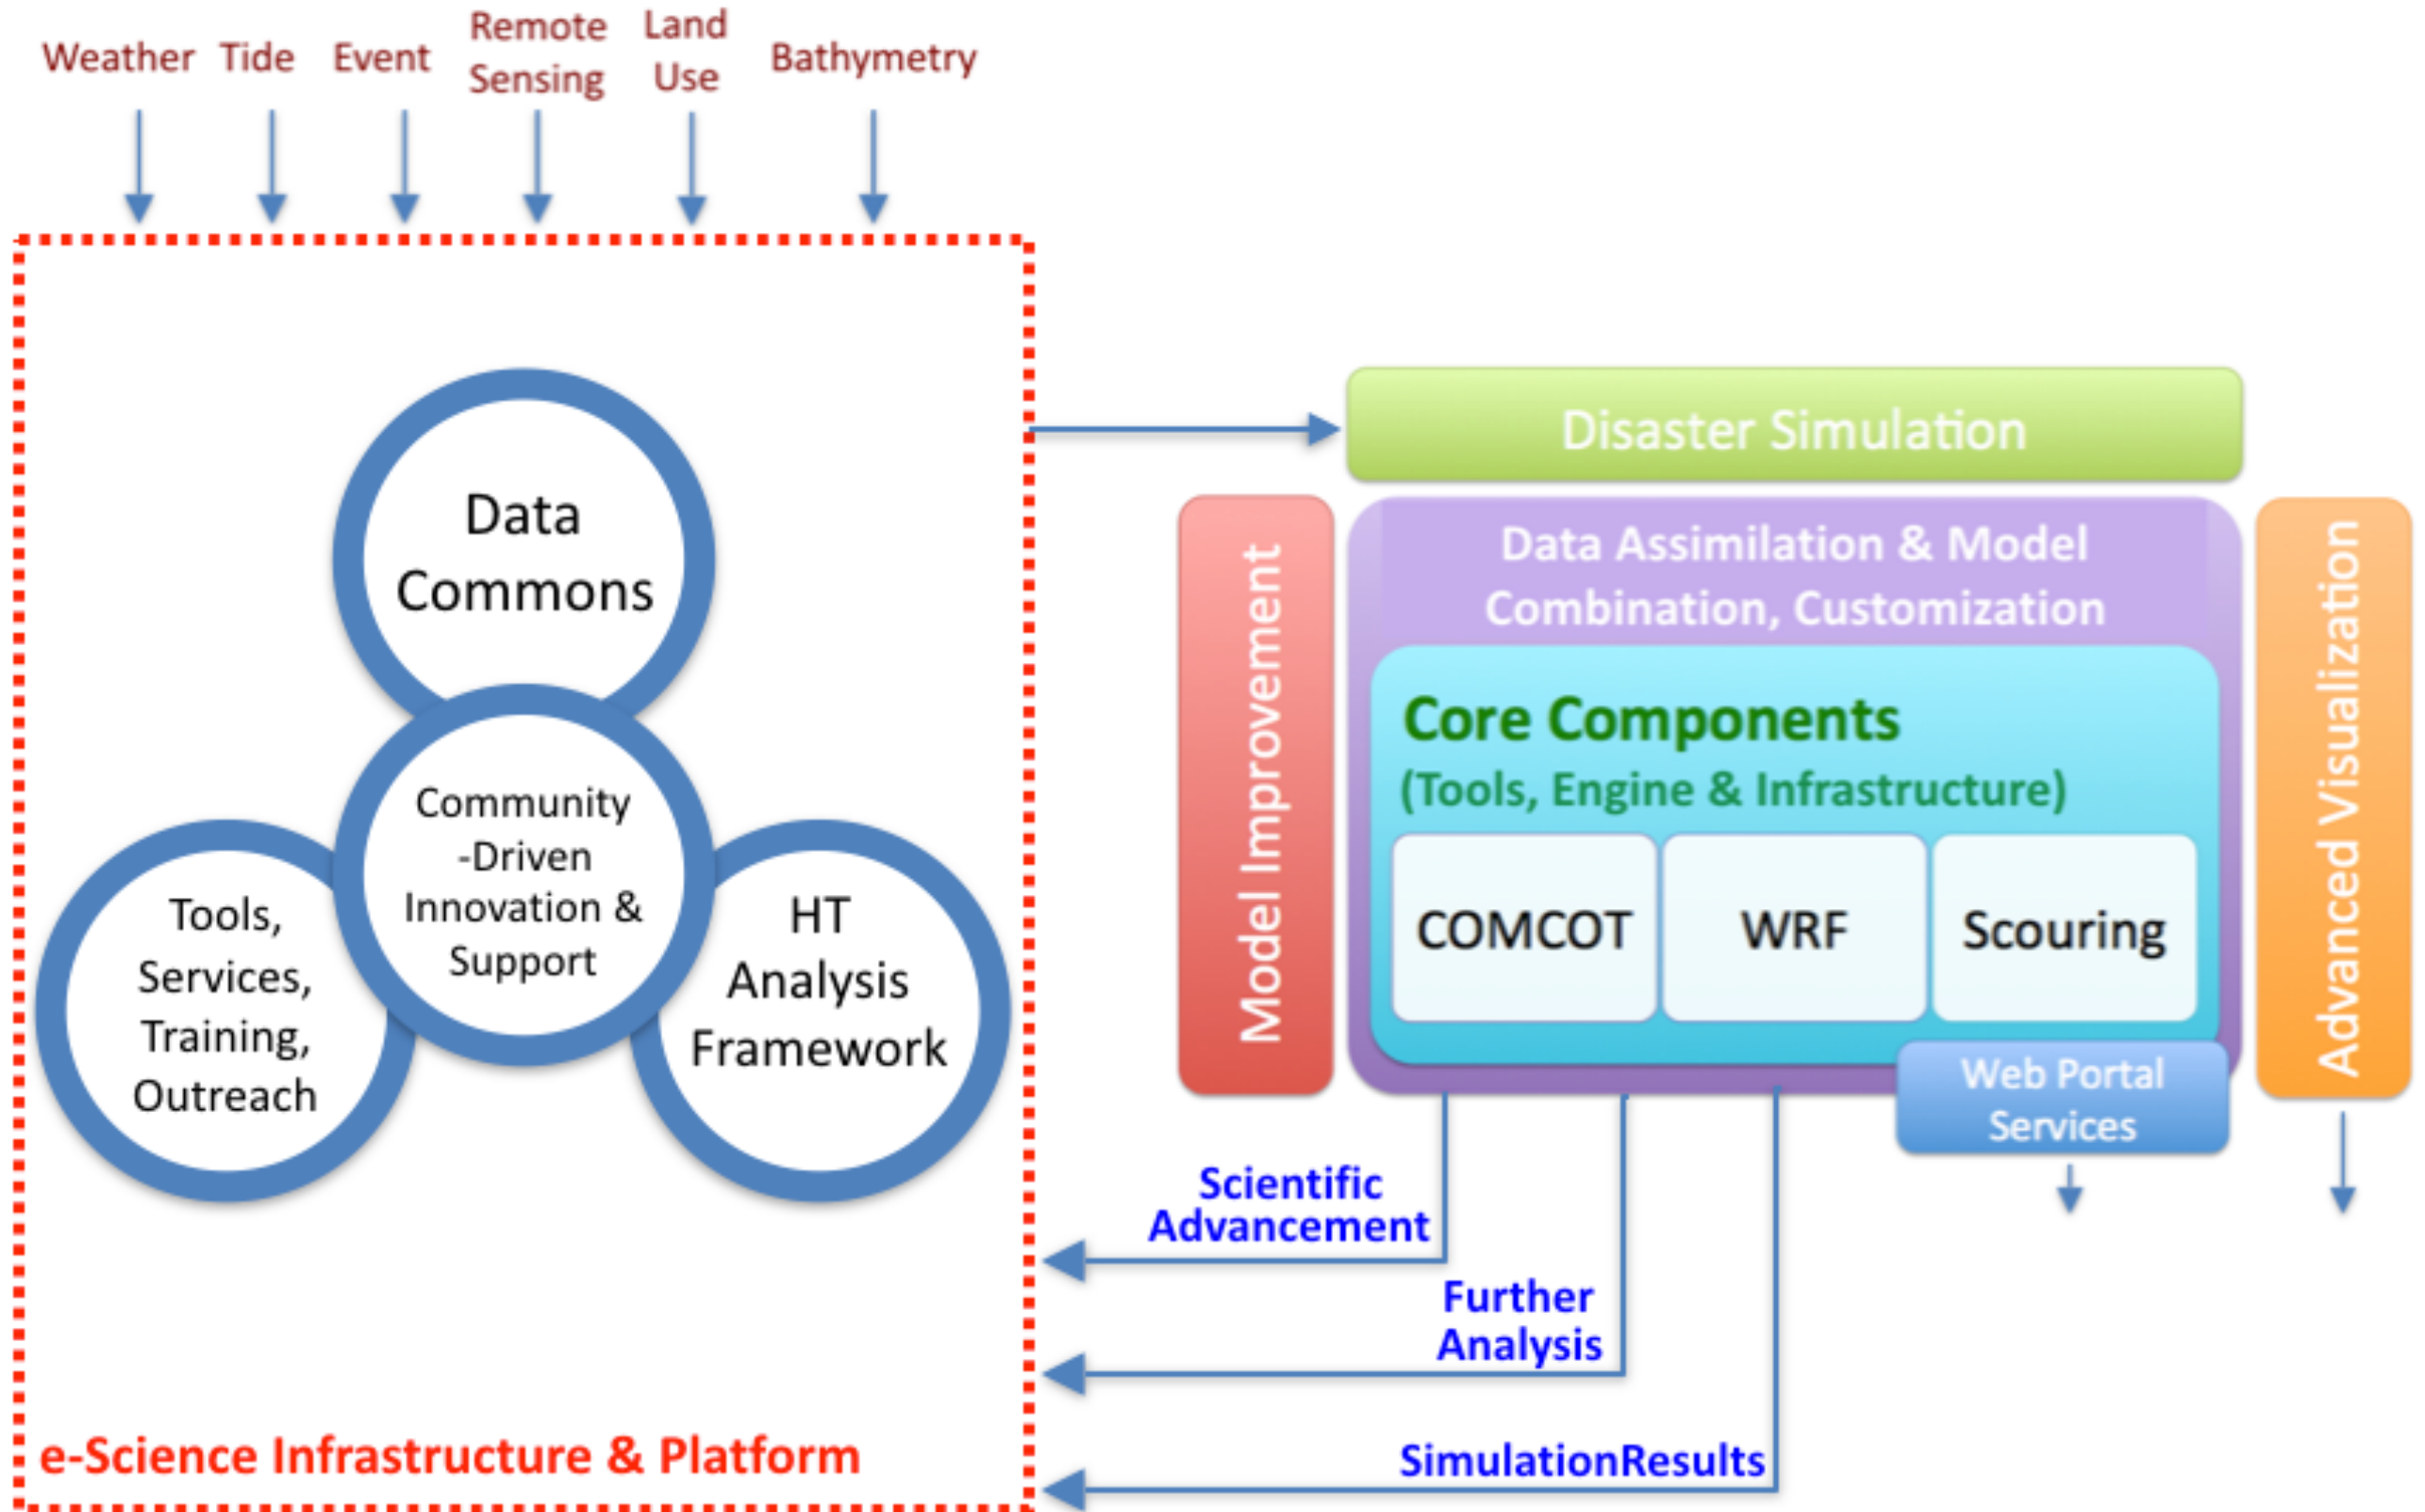 Weather
Tide
Event
Remote
Sensing
Land
Use
Bathymetry
Data
Commons
Community
-Driven
Innovation &
Support
Tools,
Services,
Training,
Outreach
HT
Analysis
Framework
e-Science Infrastructure & Platform
Disaster Simulation
Model Improvement
Data Assimilation & Model
Combination, Customization
Core Components
(Tools, Engine & Infrastructure)
COMCOT
WRF
Scouring
Web Portal
Services
Advanced Visualization
Scientific
Advancement
Further
Analysis
SimulationResults